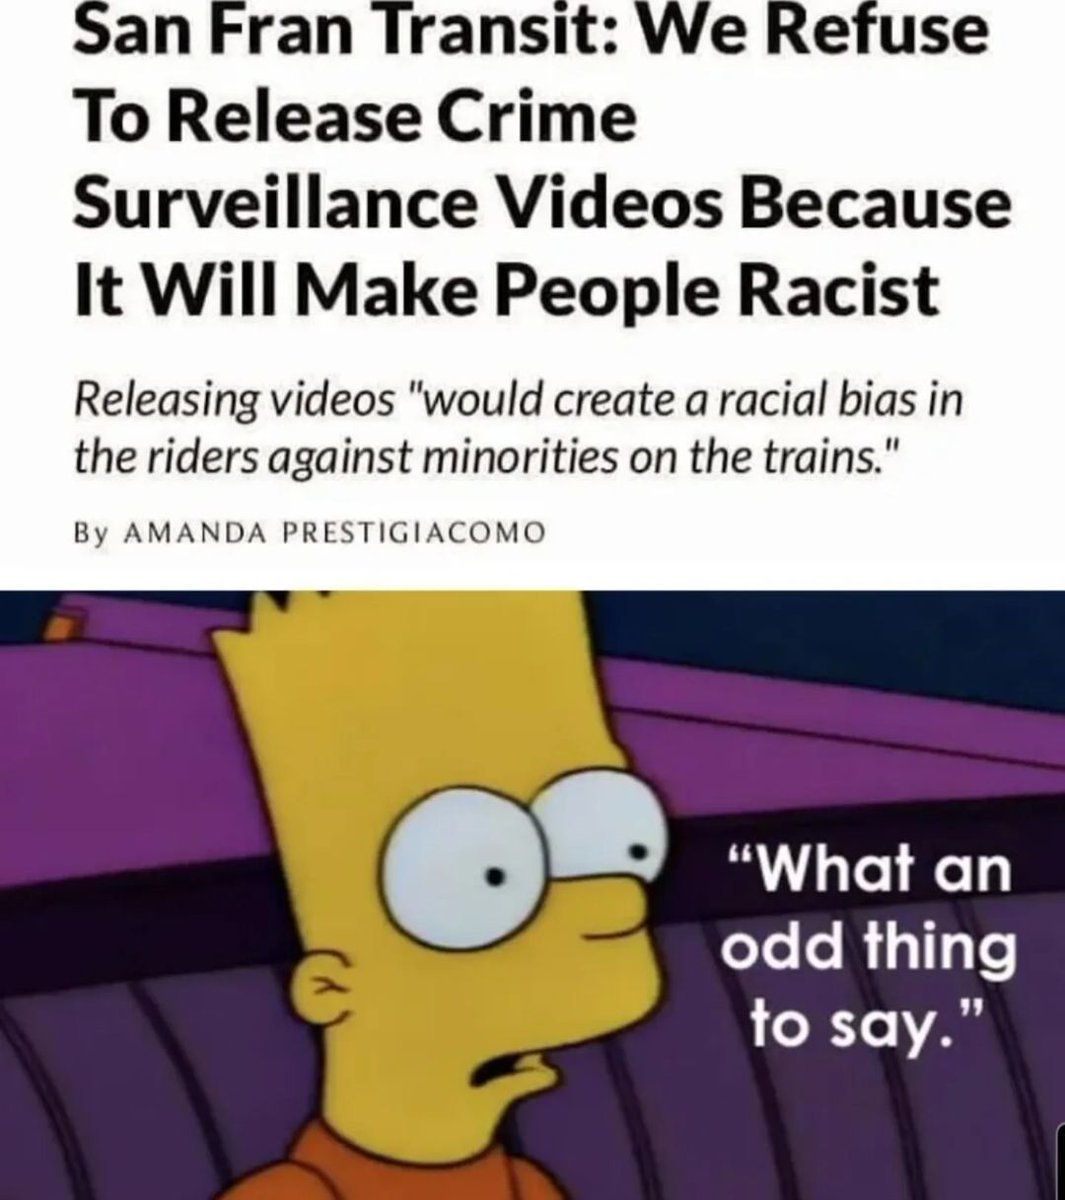 San Fran Transit: We Refuse
To Release Crime
Surveillance Videos Because
It Will Make People Racist
Releasing videos "would create a racial bias in
the riders against minorities on the trains."
By AMANDA PRESTIGIACOMO
“What an
odd thing
to say.”